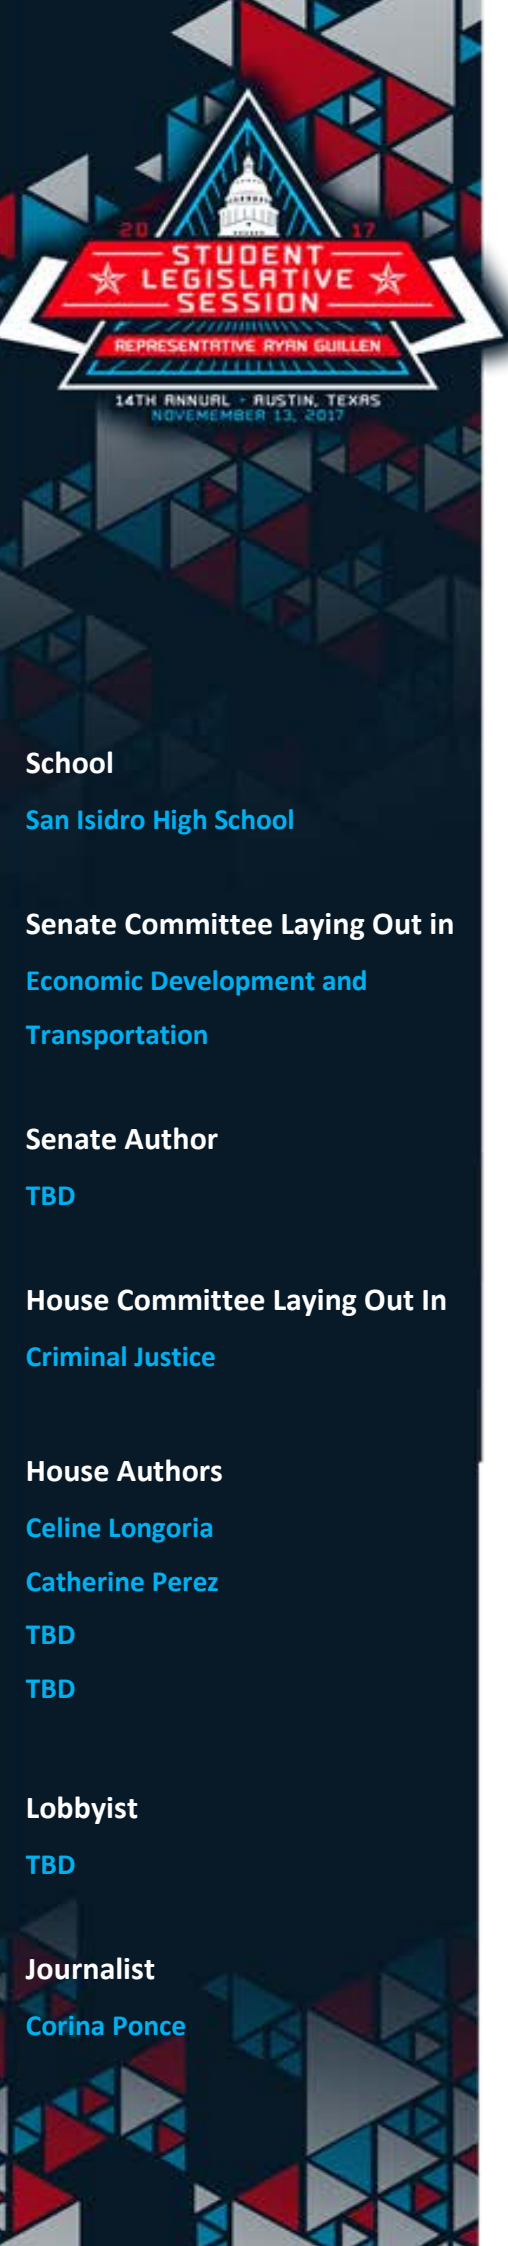 20 17
STUDENT
LEGISLATIVE
SESSION
REPRESENTATIVE RYAN GUILLEN
14TH ANNUAL - AUSTIN, TEXAS
NOVEMEMBER 13, 2017
School
San Isidro High School
Senate Committee Laying Out in
Economic Development and
Transportation
Senate Author
TBD
House Committee Laying Out In
Criminal Justice
House Authors
Celine Longoria
Catherine Perez
TBD
TBD
Lobbyist
TBD
Journalist
Corina Ponce